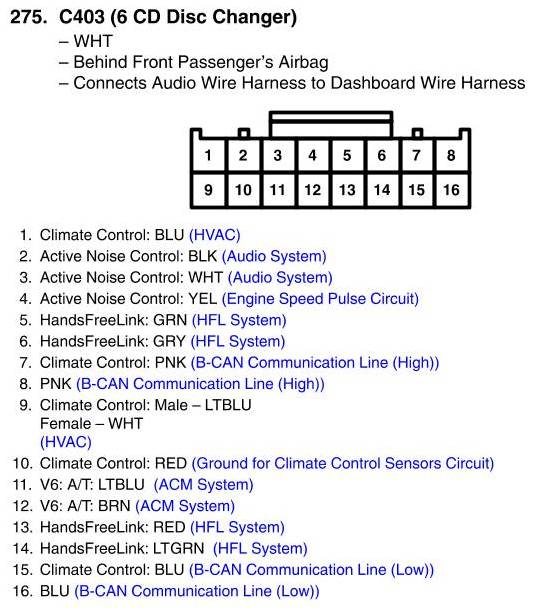 275. C403 (6 CD Disc Changer)
– WHT
– Behind Front Passenger's Airbag
– Connects Audio Wire Harness to Dashboard Wire Harness
1 2 3 4 5 6 7 8
9 10 11 12 13 14 15 16
1. Climate Control: BLU (HVAC)
2. Active Noise Control: BLK (Audio System)
3. Active Noise Control: WHT (Audio System)
4. Active Noise Control: YEL (Engine Speed Pulse Circuit)
5. HandsFreeLink: GRN (HFL System)
6. HandsFreeLink: GRY (HFL System)
7. Climate Control: PNK (B-CAN Communication Line (High))
8. PNK (B-CAN Communication Line (High))
9. Climate Control: Male – LTBLU
Female – WHT
(HVAC)
10. Climate Control: RED (Ground for Climate Control Sensors Circuit)
11. V6: A/T: LTBLU (ACM System)
12. V6: A/T: BRN (ACM System)
13. HandsFreeLink: RED (HFL System)
14. HandsFreeLink: LTGRN (HFL System)
15. Climate Control: BLU (B-CAN Communication Line (Low))
16. BLU (B-CAN Communication Line (Low))